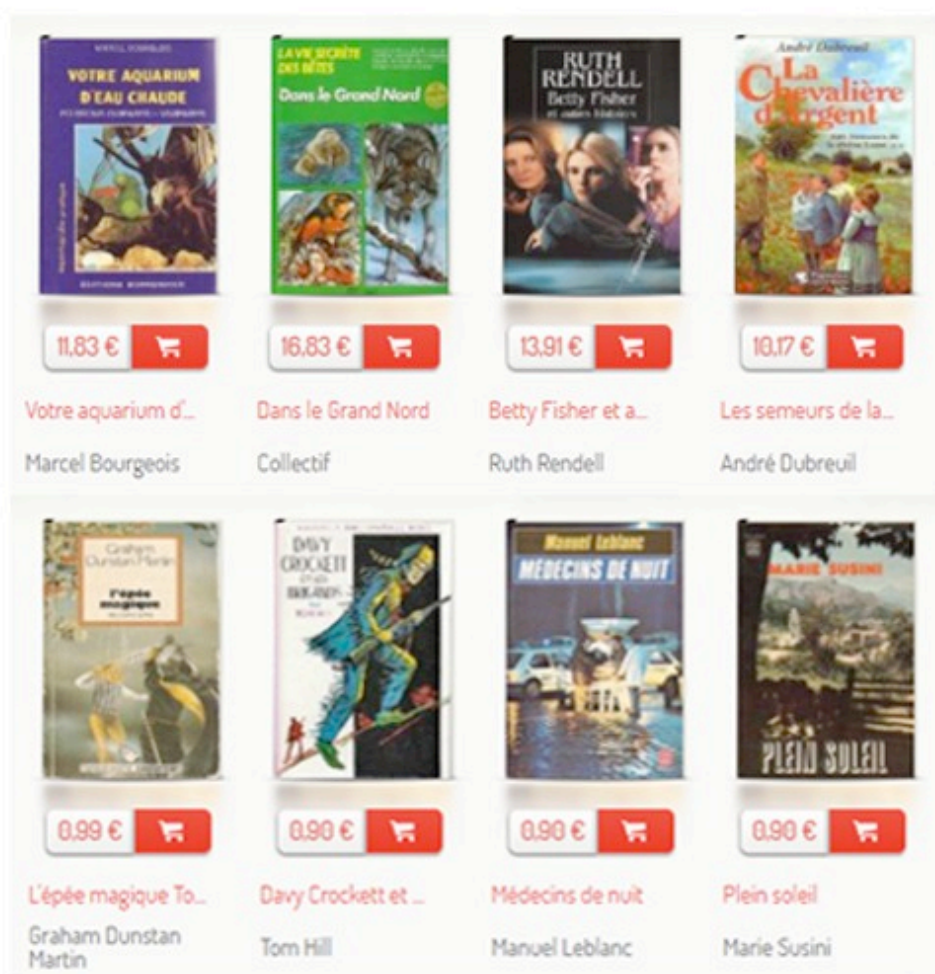 MARCEL BOURGEOIS
VOTRE AQUARIUM
D'EAU CHAUDE
LA VIE SECRÈTE
DES BÊTES
Dans le Grand Nord
RUTH
RENDELL
Betty Fisher
et autres histoires
André Dubreuil
La
Chevalière
d'Argent
11,83 €
16,83 €
13,91 €
10,17 €
Votre aquarium d'...
Dans le Grand Nord
Betty Fisher et a...
Les semeurs de la...
Marcel Bourgeois
Collectif
Ruth Rendell
André Dubreuil
Graham
Dunstan Martin
l'épée
magique
DAVY
CROCKETT
ET LES
BRIGANDS
Manuel Leblanc
MÉDECINS DE NUIT
MARIE SUSINI
PLEIN SOLEIL
0,99 €
0,90 €
0,90 €
0,90 €
L'épée magique To...
Davy Crockett et ...
Médecins de nuit
Plein soleil
Graham Dunstan
Martin
Tom Hill
Manuel Leblanc
Marie Susini